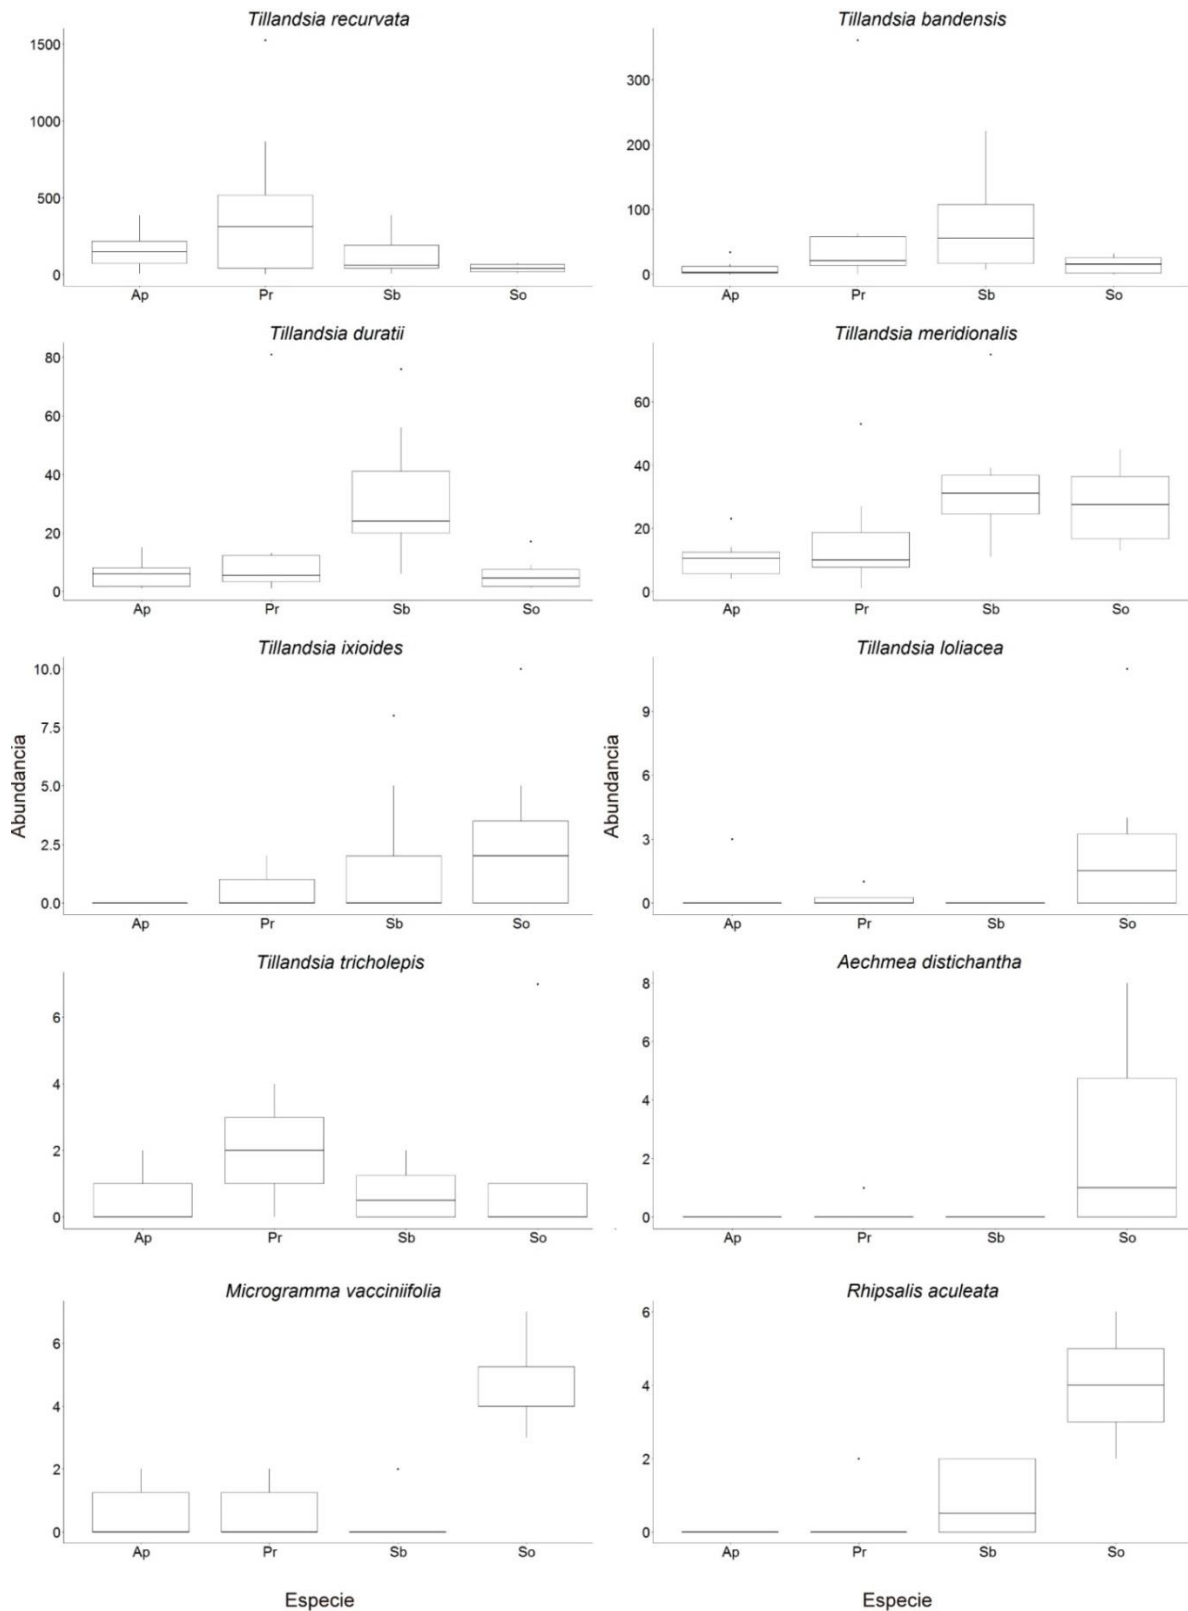 Tillandsia recurvata
1500
1000
500
0
Ap Pr Sb So
Tillandsia bandensis
300
200
100
0
Ap Pr Sb So
Tillandsia duratii
80
60
40
20
0
Ap Pr Sb So
Tillandsia meridionalis
60
40
20
0
Ap Pr Sb So
Tillandsia ixioides
10.0
7.5
5.0
2.5
0.0
Abundancia
Ap Pr Sb So
Tillandsia loliacea
9
6
3
0
Abundancia
Ap Pr Sb So
Tillandsia tricholepis
6
4
2
0
Ap Pr Sb So
Aechmea distichantha
8
6
4
2
0
Ap Pr Sb So
Microgramma vacciniifolia
6
4
2
0
Ap Pr Sb So
Especie
Rhipsalis aculeata
6
4
2
0
Ap Pr Sb So
Especie